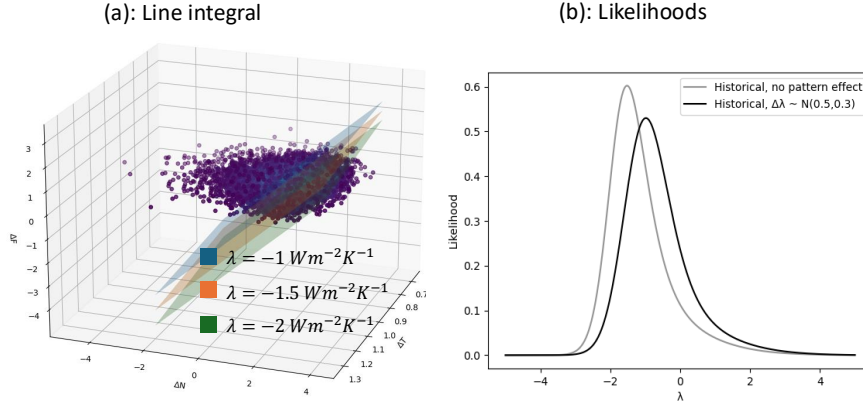 (a): Line integral
(b): Likelihoods
3
2
1
0
−1
−2
−3
−4
ΔF
−4
−2
0
2
4
ΔN
0.7
0.8
0.9
1.0
1.1
1.2
1.3
ΔT
λ = −1 Wm⁻²K⁻¹
λ = −1.5 Wm⁻²K⁻¹
λ = −2 Wm⁻²K⁻¹
Historical, no pattern effect
Historical, Δλ ~ N(0.5,0.3)
0.6
0.5
0.4
0.3
0.2
0.1
0.0
Likelihood
−4
−2
0
2
4
λ